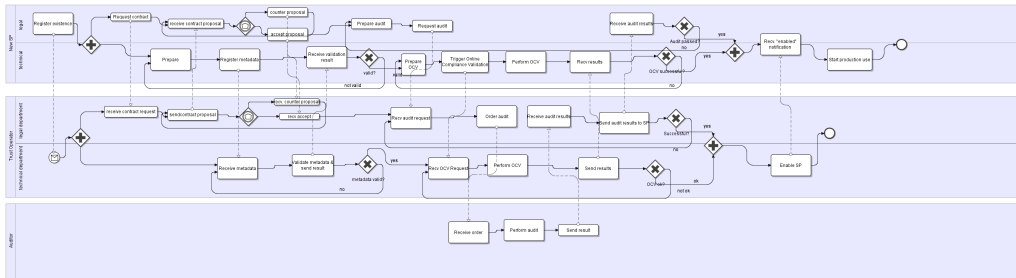 New SP
legal
Register existence
Request contract
receive contract proposal
counter proposal
accept proposal
Prepare audit
Request audit
Receive audit results
Audit passed?
yes
no
technical
Prepare
Register metadata
Receive validation
result
valid?
valid
not valid
Prepare
OCV
Trigger Online
Compliance Validation
Perform OCV
Recv results
OCV successful?
yes
no
Recv. "enabled"
notification
Start production use
Trust Operator
legal department
receive contract request
sendcontract proposal
recv. counter proposal
recv accept
Recv audit request
Order audit
Receive audit results
Send audit results to SP
Successful?
yes
no
technical department
Receive metadata
Validate metadata &
send result
metadata valid?
yes
no
Recv OCV Request
Perform OCV
Send results
OCV ok?
ok
not ok
Enable SP
Auditor
Receive order
Perform audit
Send result